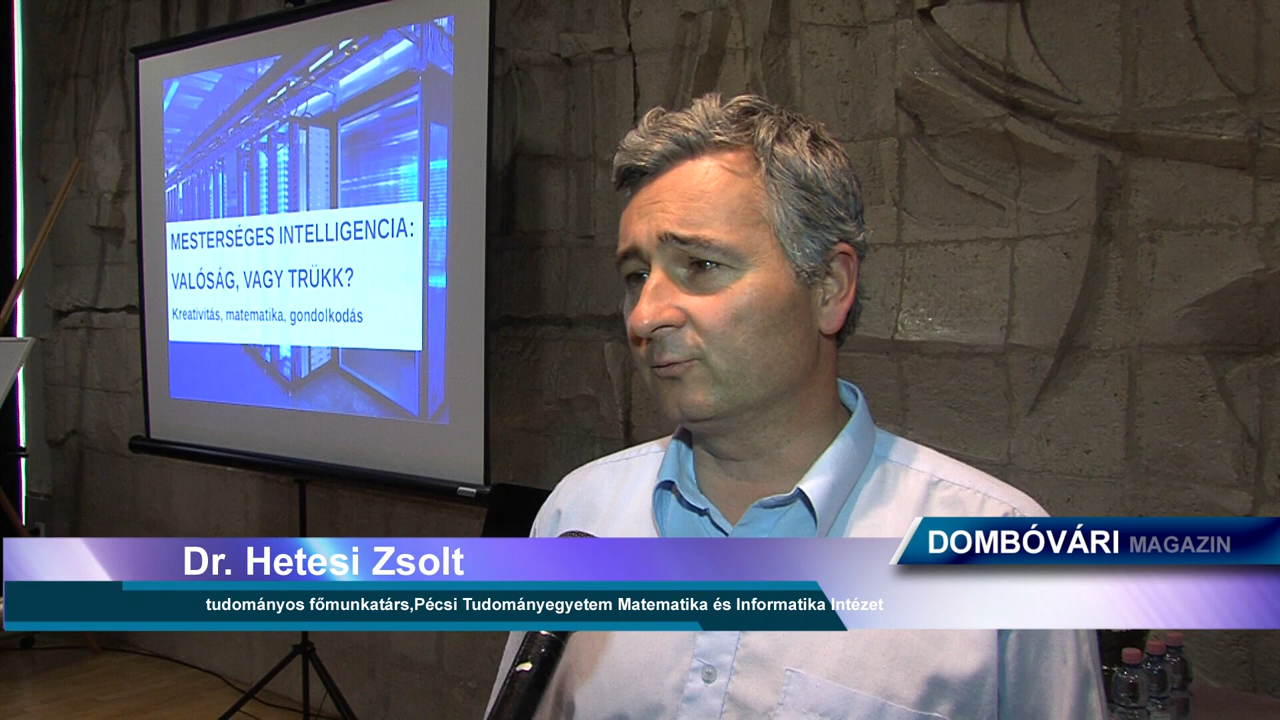 MESTERSÉGES INTELLIGENCIA:
VALÓSÁG, VAGY TRÜKK?
Kreativitás, matematika, gondolkodás
DOMBÓVÁRI MAGAZIN
Dr. Hetesi Zsolt
tudományos főmunkatárs,Pécsi Tudományegyetem Matematika és Informatika Intézet